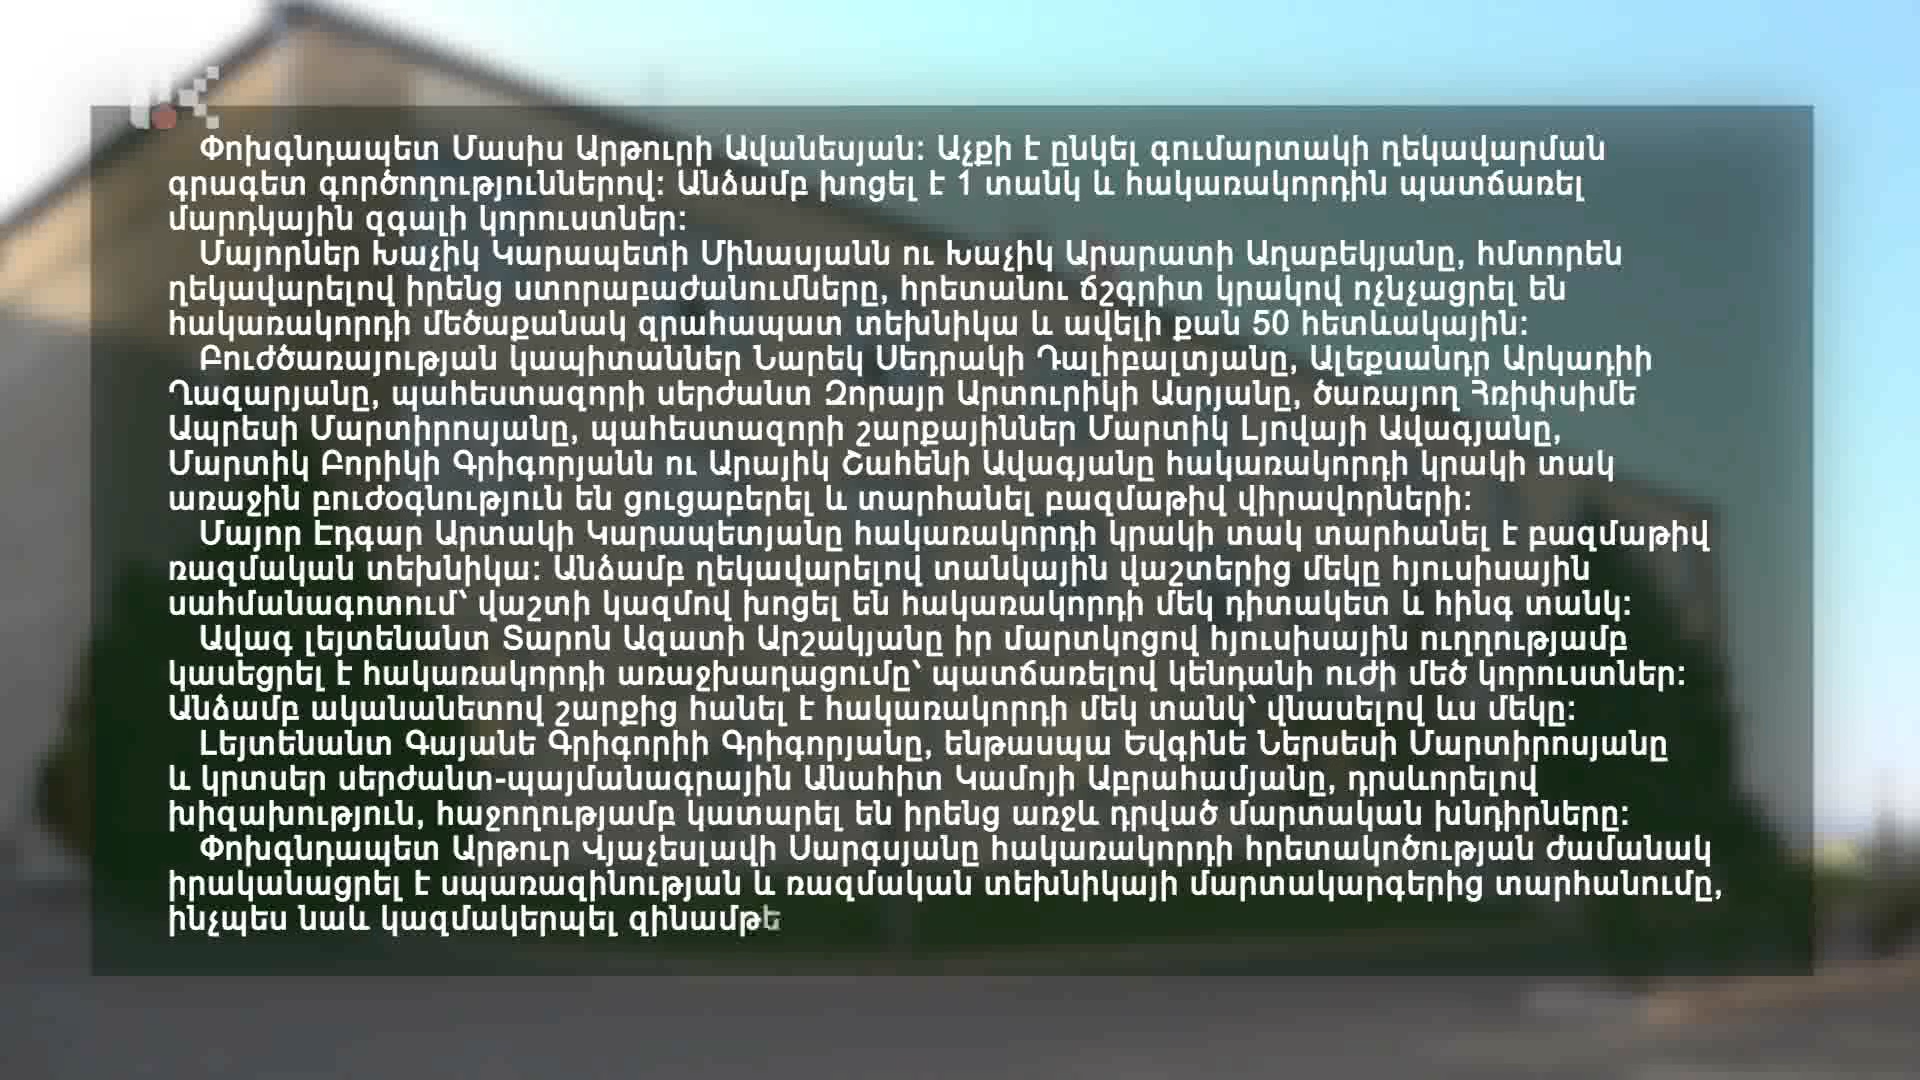 Փոխգնդապետ Մասիս Արթուրի Ավանեսյան: Աչքի է ընկել գումարտակի ղեկավարման
գրագետ գործողություններով: Անձամբ խոցել է 1 տանկ և հակառակորդին պատճառել
մարդկային զգալի կորուստներ:
Մայորներ Խաչիկ Կարապետի Մինասյանն ու Խաչիկ Արարատի Աղաբեկյանը, հմտորեն
ղեկավարելով իրենց ստորաբաժանումները, հրետանու ճշգրիտ կրակով ոչնչացրել են
հակառակորդի մեծաքանակ զրահապատ տեխնիկա և ավելի քան 50 հետևակային:
Բուժծառայության կապիտաններ Նարեկ Սեդրակի Դալիբալտյանը, Ալեքսանդր Արկադիի
Ղազարյանը, պահեստազորի սերժանտ Զորայր Արտուրիկի Ասրյանը, ծառայող Հռիփսիմե
Ապրեսի Մարտիրոսյանը, պահեստազորի շարքայիններ Մարտիկ Լյովայի Ավագյանը,
Մարտիկ Բորիկի Գրիգորյանն ու Արայիկ Շահենի Ավագյանը հակառակորդի կրակի տակ
առաջին բուժօգնություն են ցուցաբերել և տարհանել բազմաթիվ վիրավորների:
Մայոր Էդգար Արտակի Կարապետյանը հակառակորդի կրակի տակ տարհանել է բազմաթիվ
ռազմական տեխնիկա: Անձամբ ղեկավարելով տանկային վաշտերից մեկը հյուսիսային
սահմանագոտում՝ վաշտի կազմով խոցել են հակառակորդի մեկ դիտակետ և հինգ տանկ:
Ավագ լեյտենանտ Տարոն Ազատի Արշակյանը իր մարտկոցով հյուսիսային ուղղությամբ
կասեցրել է հակառակորդի առաջխաղացումը՝ պատճառելով կենդանի ուժի մեծ կորուստներ:
Անձամբ ականանետով շարքից հանել է հակառակորդի մեկ տանկ՝ վնասելով ևս մեկը:
Լեյտենանտ Գայանե Գրիգորիի Գրիգորյանը, ենթասպա Եվգինե Ներսեսի Մարտիրոսյանը
և կրտսեր սերժանտ-պայմանագրային Անահիտ Կամոյի Աբրահամյանը, դրսևորելով
խիզախություն, հաջողությամբ կատարել են իրենց առջև դրված մարտական խնդիրները:
Փոխգնդապետ Արթուր Վյաչեսլավի Սարգսյանը հակառակորդի հրետակոծության ժամանակ
իրականացրել է սպառազինության և ռազմական տեխնիկայի մարտակարգերից տարհանումը,
ինչպես նաև կազմակերպել զինամթե